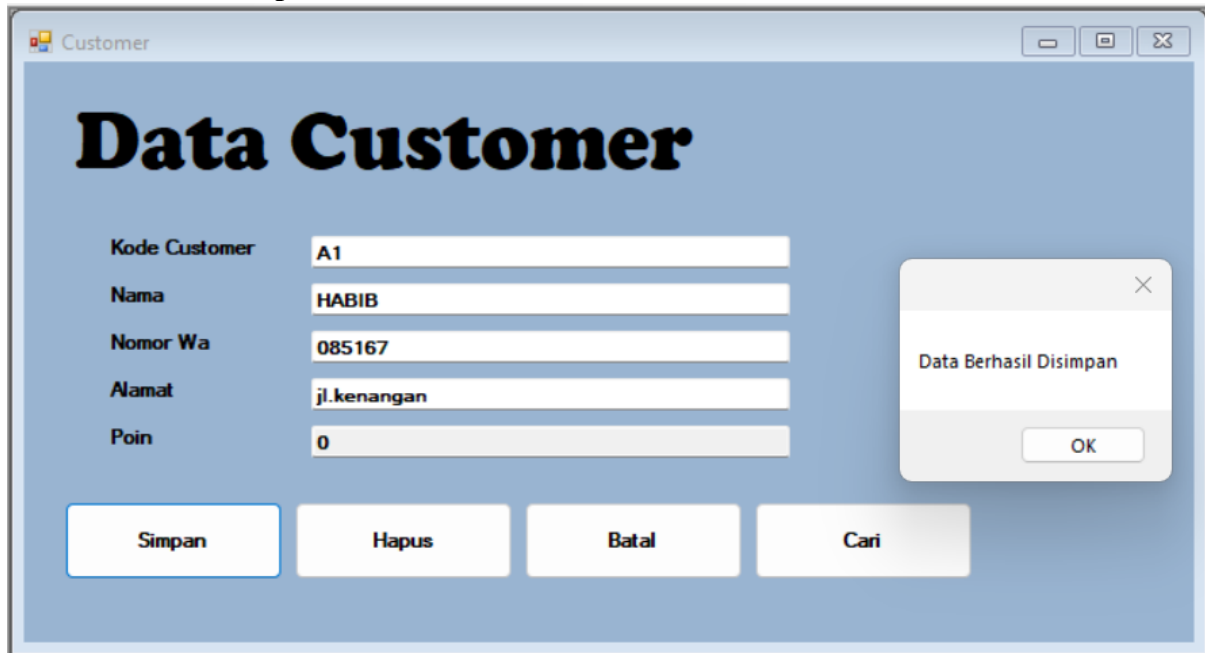 Customer
Data Customer
Kode Customer A1
Nama HABIB
Nomor Wa 085167
Alamat jl.kenangan
Poin 0
Data Berhasil Disimpan
OK
Simpan Hapus Batal Cari